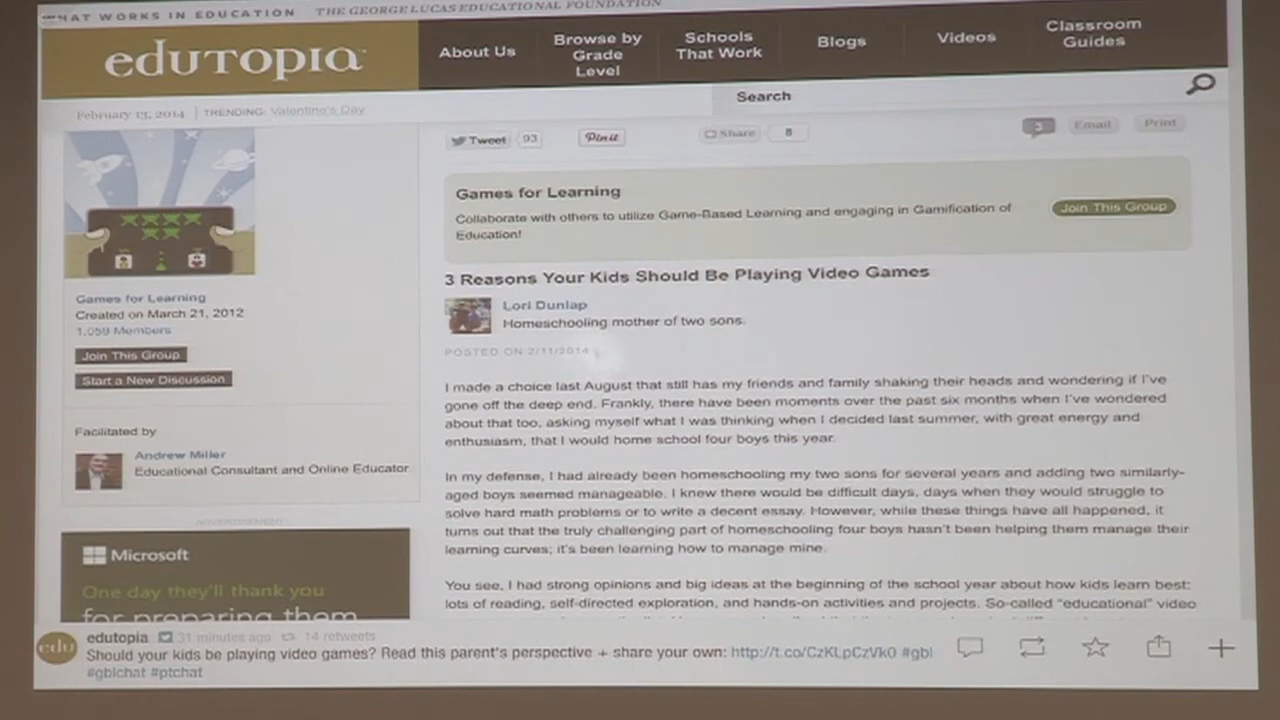 WHAT WORKS IN EDUCATION THE GEORGE LUCAS EDUCATIONAL FOUNDATION
edutopia
About Us
Browse by
Grade
Level
Schools
That Work
Blogs
Videos
Classroom
Guides
February 13, 2014 | TRENDING: Valentine's Day
Search
Tweet 93 Pin it Share 8 3 Email Print
Games for Learning
Collaborate with others to utilize Game-Based Learning and engaging in Gamification of
Education!
Join This Group
Games for Learning
Created on March 21, 2012
1,059 Members
Join This Group
Start a New Discussion
Facilitated by
Andrew Miller
Educational Consultant and Online Educator
ADVERTISEMENT
Microsoft
One day they'll thank you
for preparing them
3 Reasons Your Kids Should Be Playing Video Games
Lori Dunlap
Homeschooling mother of two sons.
POSTED ON 2/11/2014
I made a choice last August that still has my friends and family shaking their heads and wondering if I've
gone off the deep end. Frankly, there have been moments over the past six months when I've wondered
about that too, asking myself what I was thinking when I decided last summer, with great energy and
enthusiasm, that I would home school four boys this year.
In my defense, I had already been homeschooling my two sons for several years and adding two similarly-
aged boys seemed manageable. I knew there would be difficult days, days when they would struggle to
solve hard math problems or to write a decent essay. However, while these things have all happened, it
turns out that the truly challenging part of homeschooling four boys hasn't been helping them manage their
learning curves; it's been learning how to manage mine.
You see, I had strong opinions and big ideas at the beginning of the school year about how kids learn best:
lots of reading, self-directed exploration, and hands-on activities and projects. So-called "educational" video
edu
edutopia 31 minutes ago 14 retweets
Should your kids be playing video games? Read this parent's perspective + share your own: http://t.co/CzKLpCzVk0 #gbl
#gblchat #ptchat